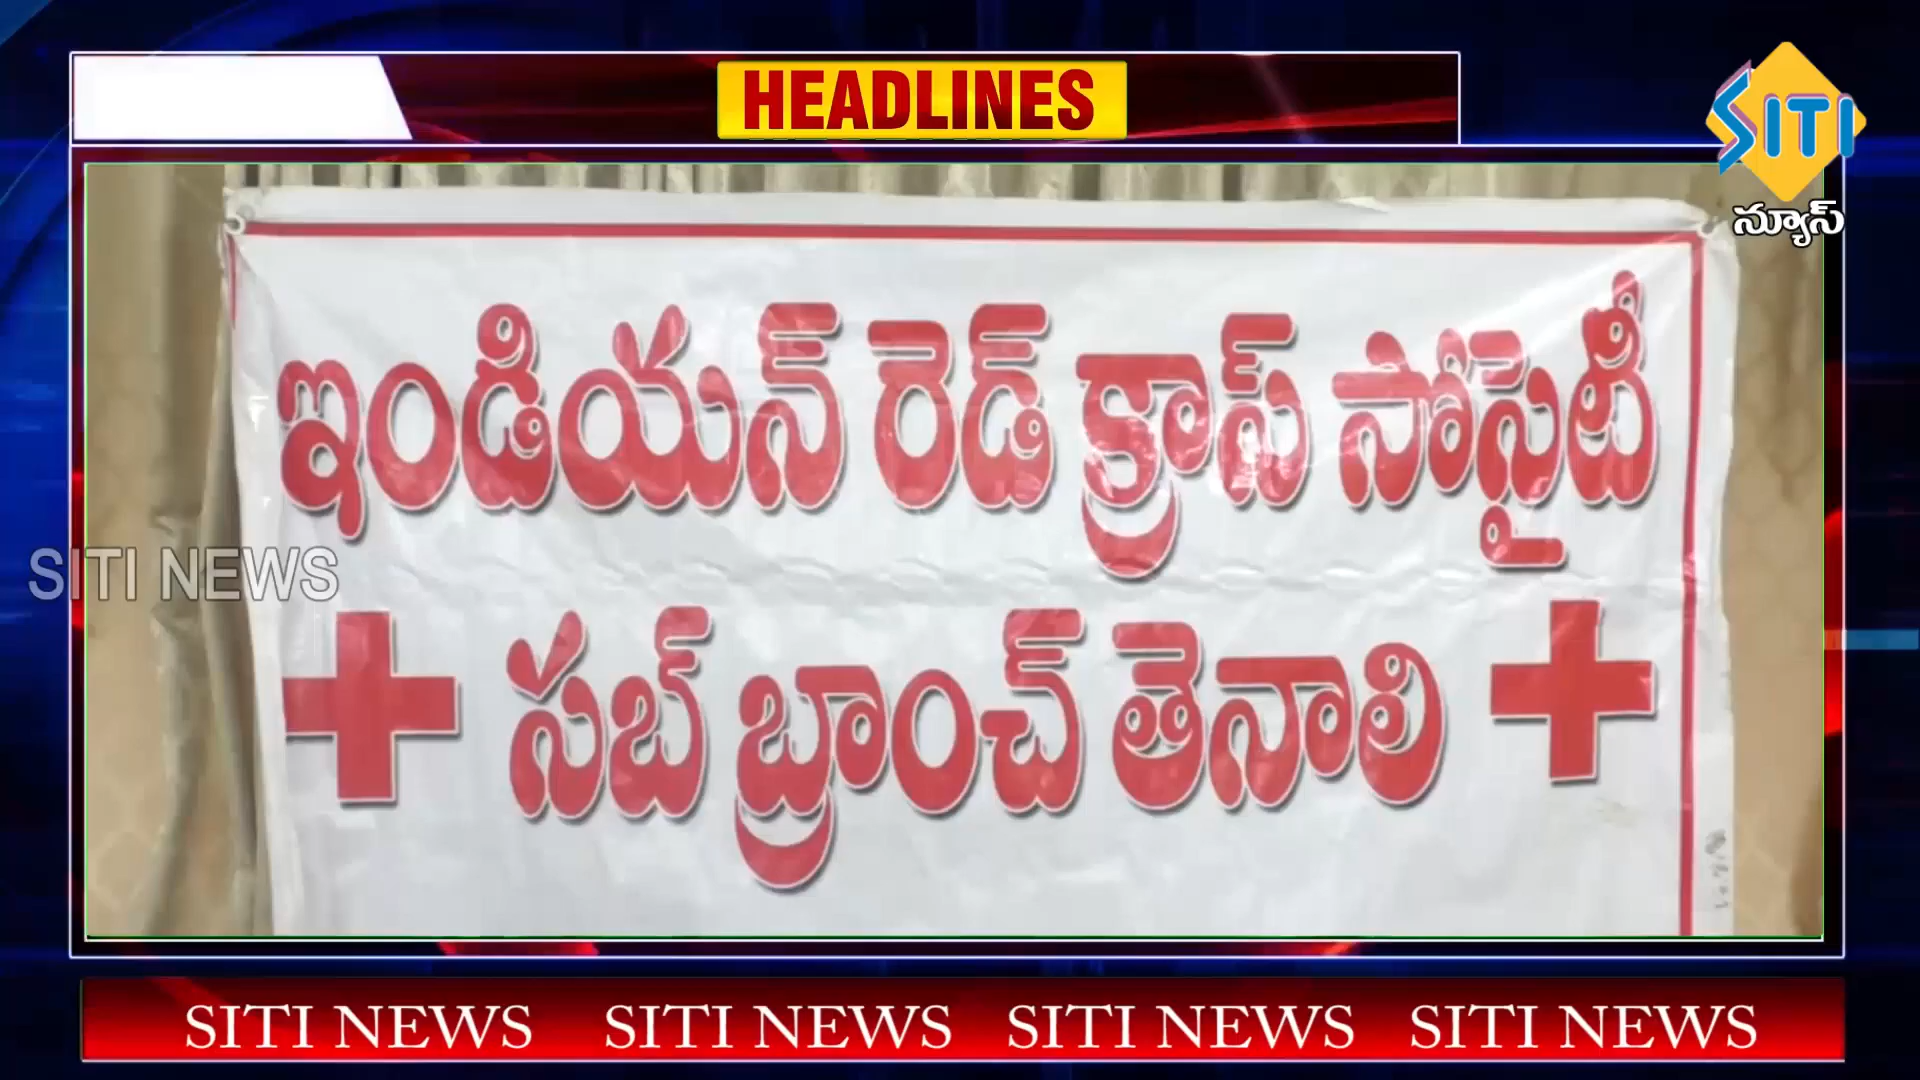 HEADLINES
SITI
న్యూస్
ఇండియన్ రెడ్ క్రాస్ సోసైటీ
SITI NEWS
+ సబ్ బ్రాంచ్ తెనాలి +
SITI NEWS SITI NEWS SITI NEWS SITI NEWS